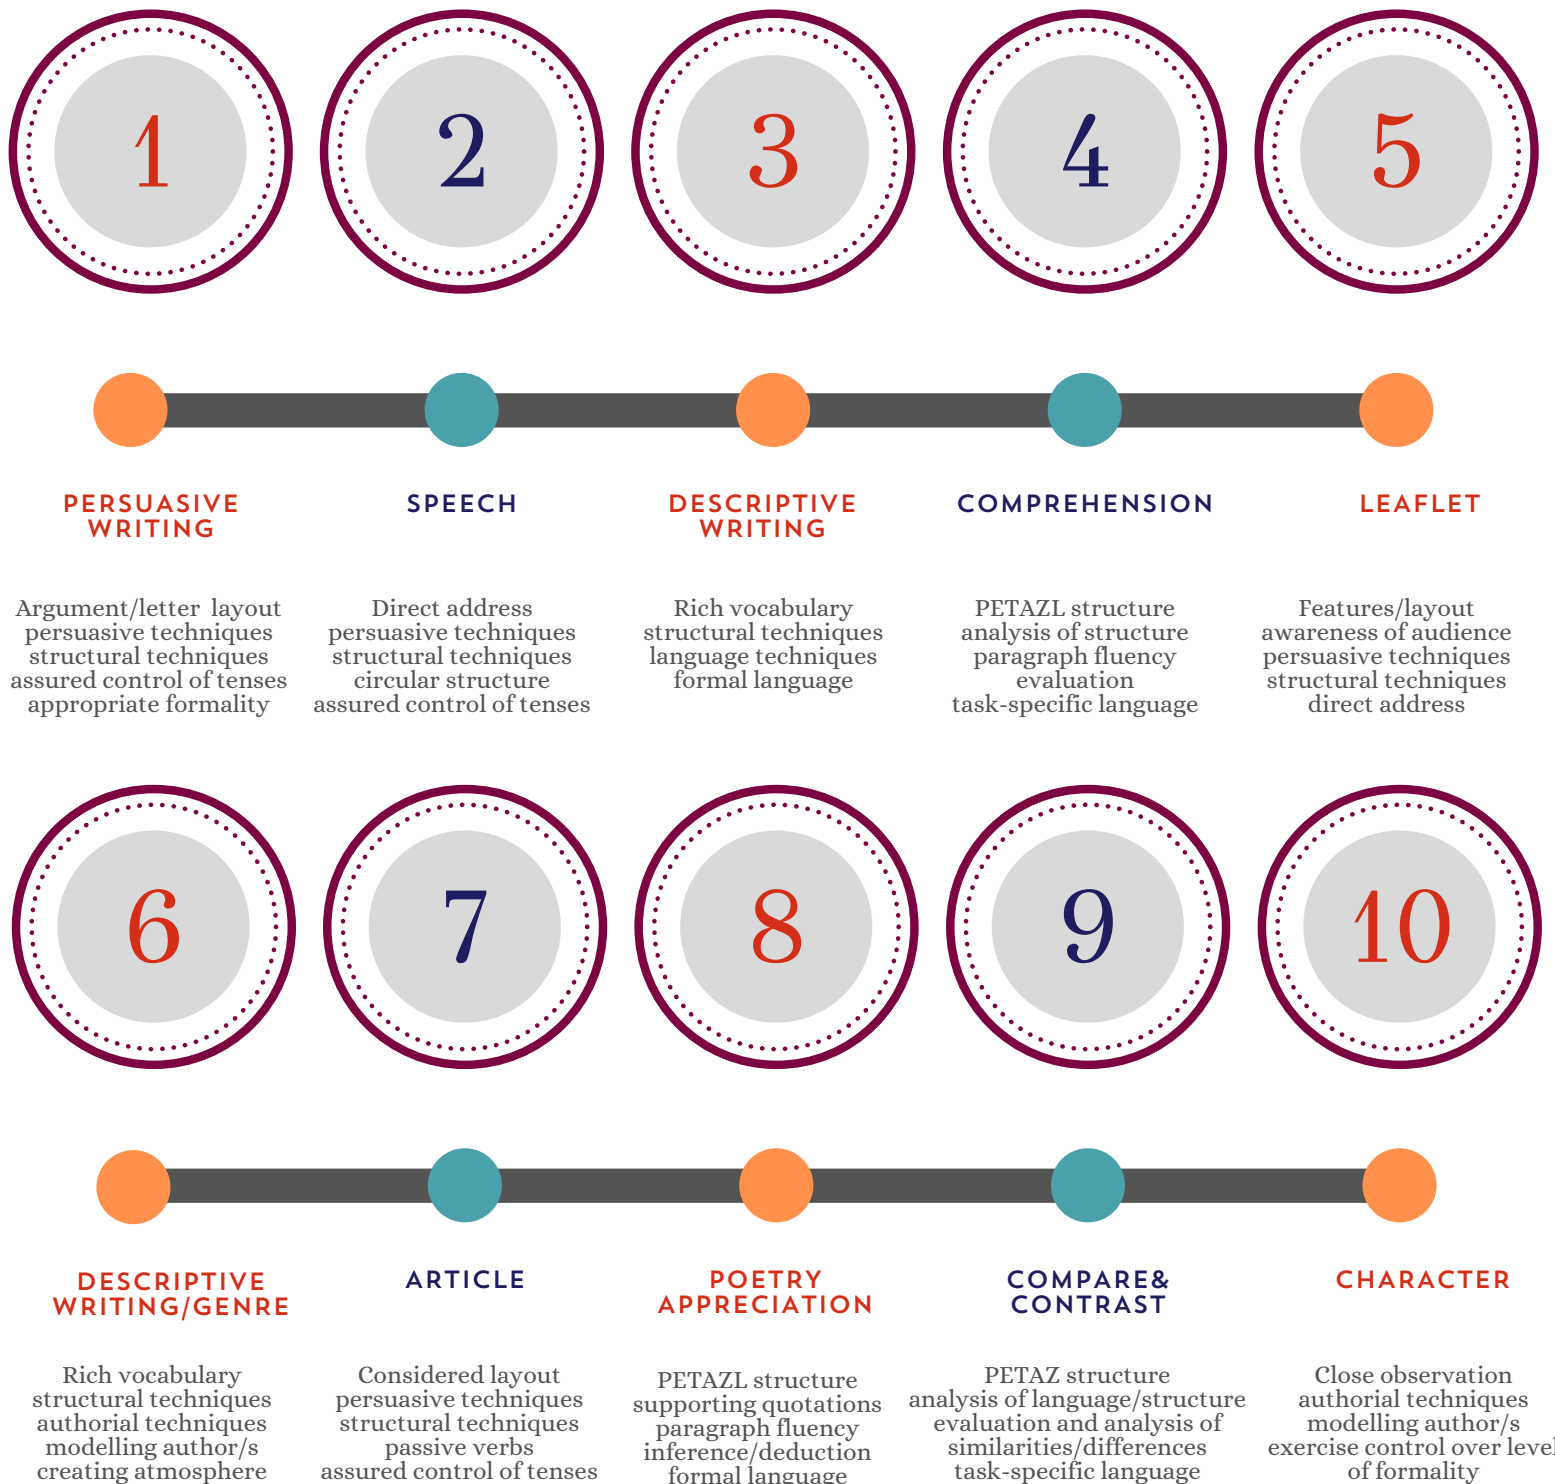 1
2
3
4
5
PERSUASIVE
WRITING
SPEECH
DESCRIPTIVE
WRITING
COMPREHENSION
LEAFLET
Argument/letter layout
persuasive techniques
structural techniques
assured control of tenses
appropriate formality
Direct address
persuasive techniques
structural techniques
circular structure
assured control of tenses
Rich vocabulary
structural techniques
language techniques
formal language
PETAZL structure
analysis of structure
paragraph fluency
evaluation
task-specific language
Features/layout
awareness of audience
persuasive techniques
structural techniques
direct address
6
7
8
9
10
DESCRIPTIVE
WRITING/GENRE
ARTICLE
POETRY
APPRECIATION
COMPARE&
CONTRAST
CHARACTER
Rich vocabulary
structural techniques
authorial techniques
modelling author/s
creating atmosphere
Considered layout
persuasive techniques
structural techniques
passive verbs
assured control of tenses
PETAZL structure
supporting quotations
paragraph fluency
inference/deduction
formal language
PETAZ structure
analysis of language/structure
evaluation and analysis of
similarities/differences
task-specific language
Close observation
authorial techniques
modelling author/s
exercise control over level
of formality